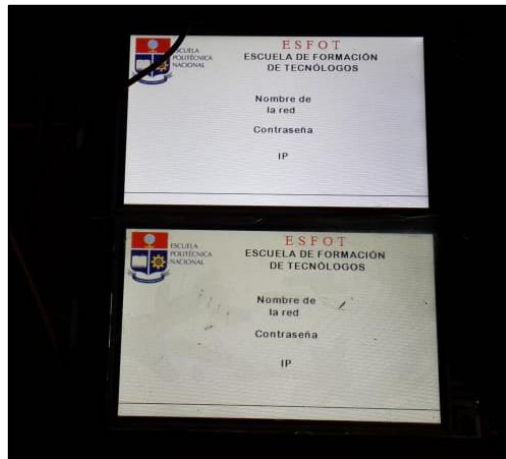 ESCUELA
POLITÉCNICA
NACIONAL
ESFOT
ESCUELA DE FORMACIÓN
DE TECNÓLOGOS
Nombre de
la red
Contraseña
IP
ESCUELA
POLITÉCNICA
NACIONAL
ESFOT
ESCUELA DE FORMACIÓN
DE TECNÓLOGOS
Nombre de
la red
Contraseña
IP